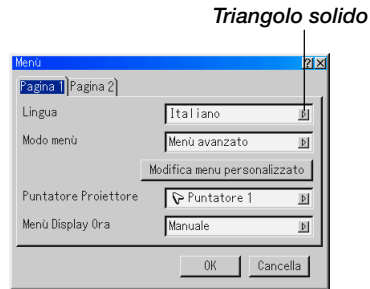 Triangolo solido
Menù
Pagina 1 Pagina 2
Lingua Italiano
Modo menù Menù avanzato
Modifica menu personalizzato
Puntatore Proiettore Puntatore 1
Menù Display Ora Manuale
OK Cancella